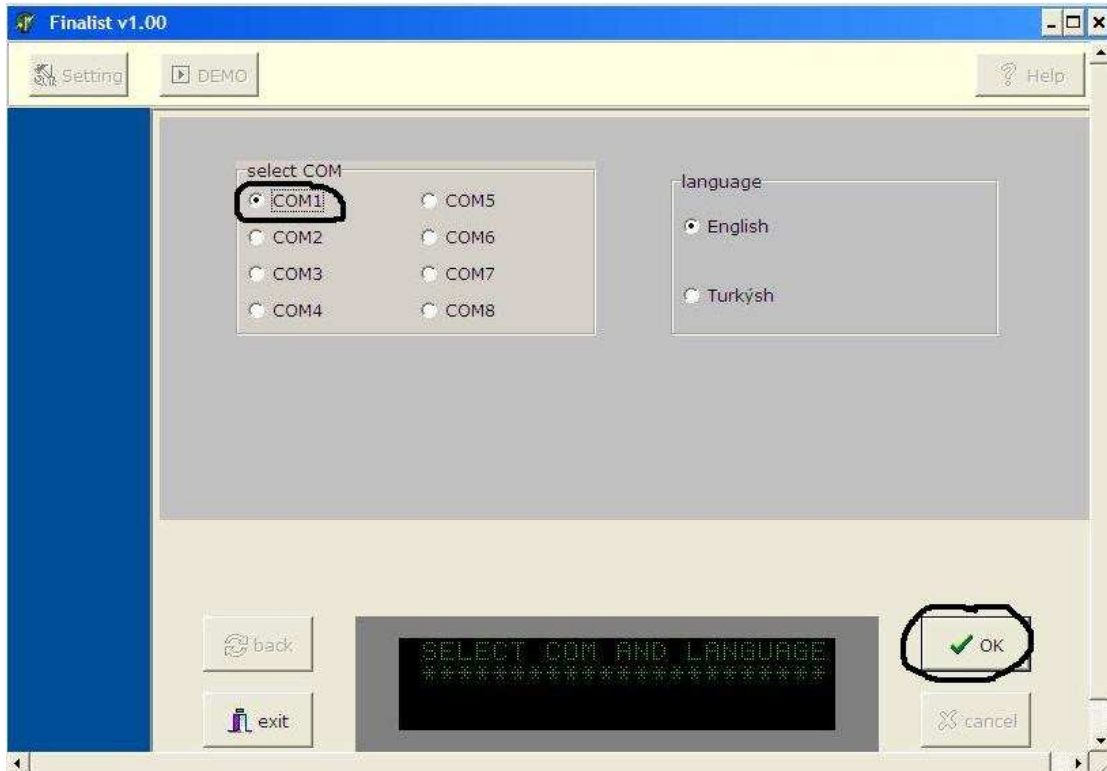 Finalist v1.00
Setting
DEMO
Help
select COM
COM1
COM5
COM2
COM6
COM3
COM7
COM4
COM8
language
English
Turkýsh
back
SELECT COM AND LANGUAGE
***********************
OK
exit
cancel